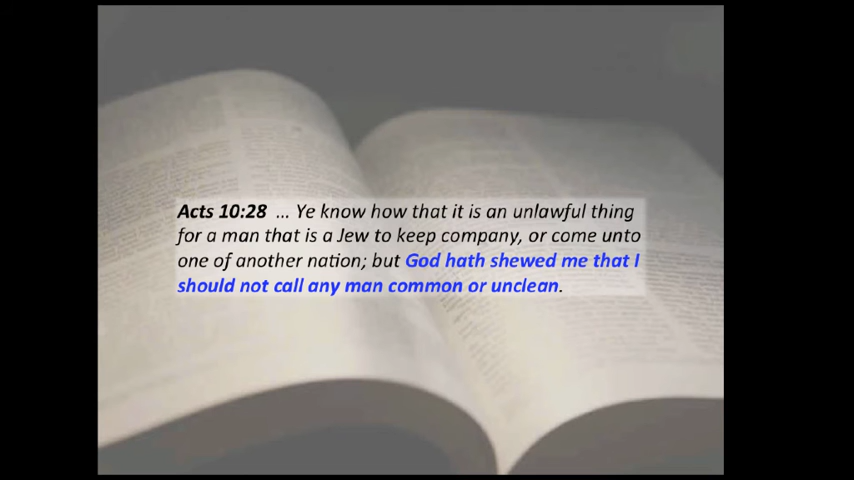 Acts 10:28 ... Ye know how that it is an unlawful thing
for a man that is a Jew to keep company, or come unto
one of another nation; but God hath shewed me that I
should not call any man common or unclean.